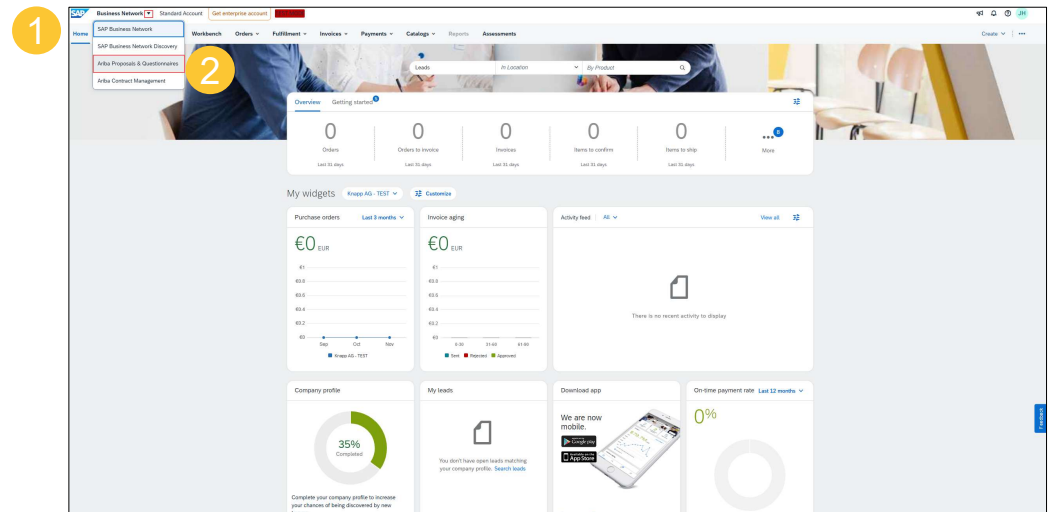 1
SAP Business Network Standard Account Get enterprise account
JH
SAP Business Network
SAP Business Network Discovery
Ariba Proposals & Questionnaires
Ariba Contract Management
2
Home Workbench Orders Fulfillment Invoices Payments Catalogs Reports Assessments Create
Leads In Location By Product
Overview Getting started
0 0 0 0 0
Orders Orders to invoice Invoices Items to confirm Items to ship More
Last 31 days Last 31 days Last 31 days Last 31 days Last 31 days
My widgets Knapp AG - TEST Customize
Purchase orders Last 3 months
€0 EUR
€1
€0.8
€0.6
€0.4
€0.2
€0
Sep Oct Nov
Knapp AG - TEST
Invoice aging
€0 EUR
€1
€0.8
€0.6
€0.4
€0.2
€0
0-30 31-60 61-90
Sent Rejected Approved
Activity feed All View all
There is no recent activity to display
Company profile
35%
Completed
Complete your company profile to increase
your chances of being discovered by new
My leads
You don't have open leads matching
your company profile. Search leads
Download app
We are now
mobile.
Google play
App Store
On-time payment rate Last 12 months
0%
Feedback